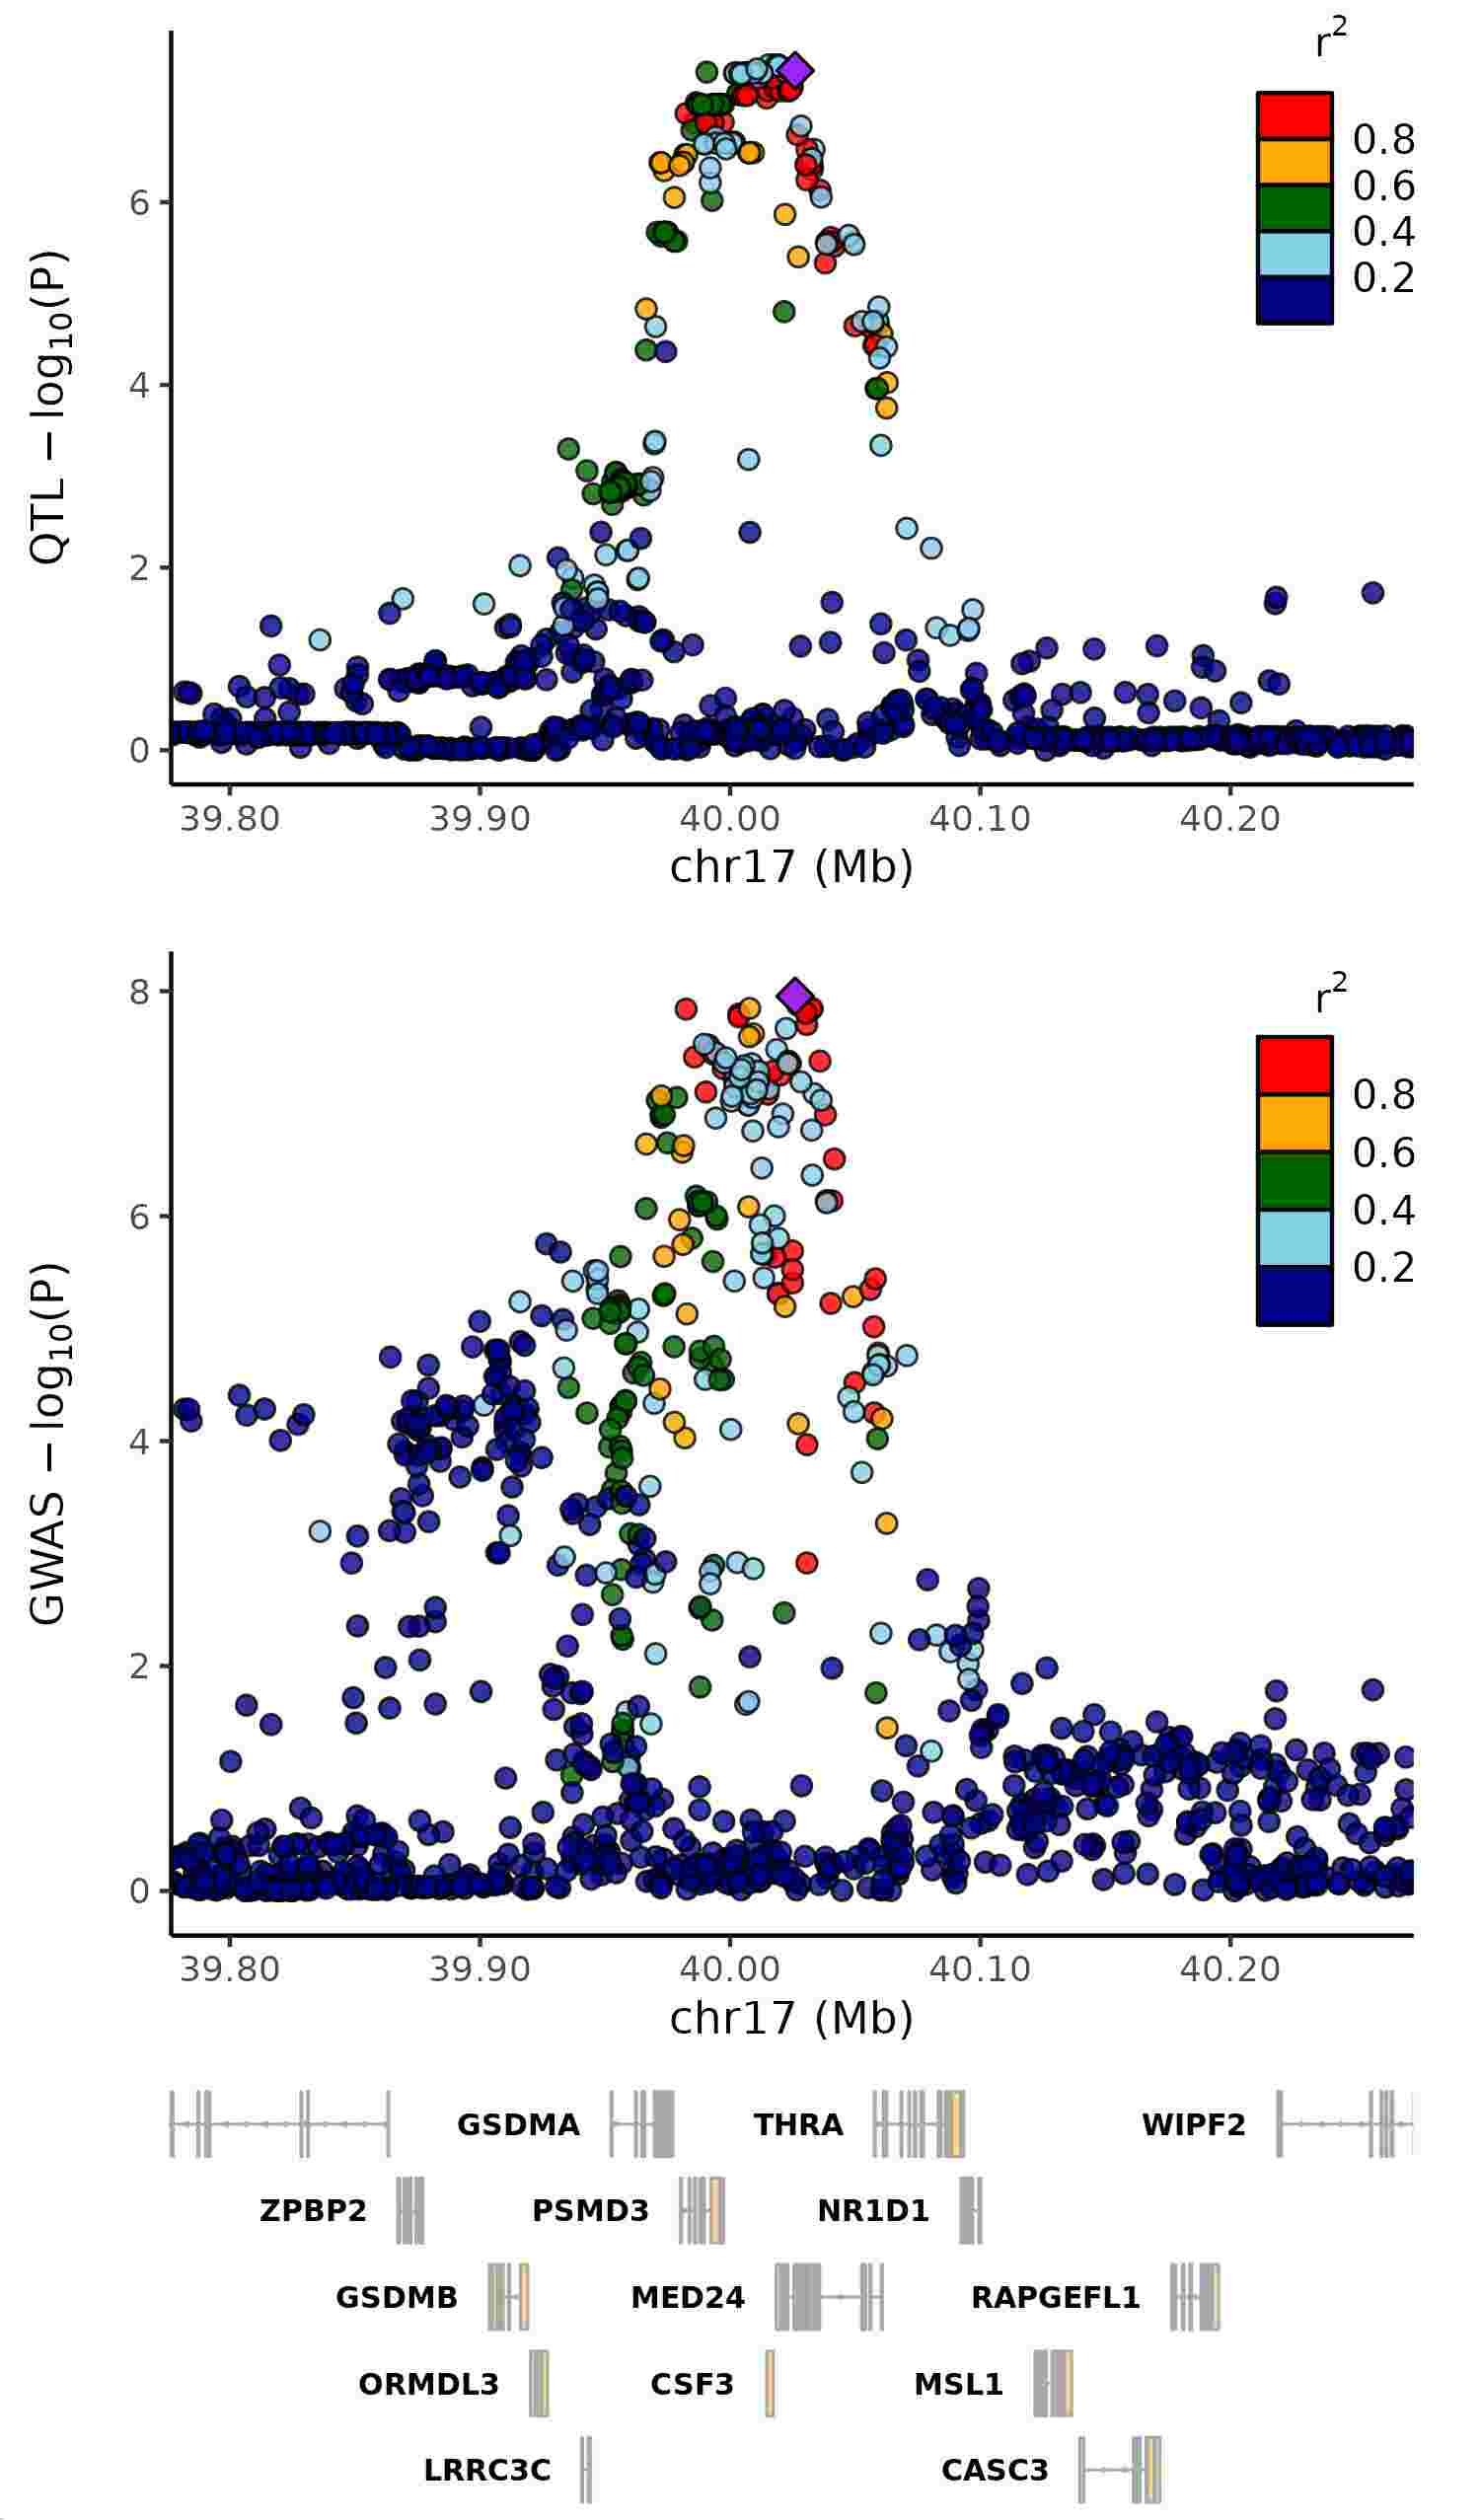 r²
0.8
0.6
0.4
0.2
QTL −log₁₀(P)
6
4
2
0
39.80 39.90 40.00 40.10 40.20
chr17 (Mb)
r²
0.8
0.6
0.4
0.2
GWAS −log₁₀(P)
8
6
4
2
0
39.80 39.90 40.00 40.10 40.20
chr17 (Mb)
GSDMA THRA WIPF2
ZPBP2 PSMD3 NR1D1
GSDMB MED24 RAPGEFL1
ORMDL3 CSF3 MSL1
LRRC3C CASC3